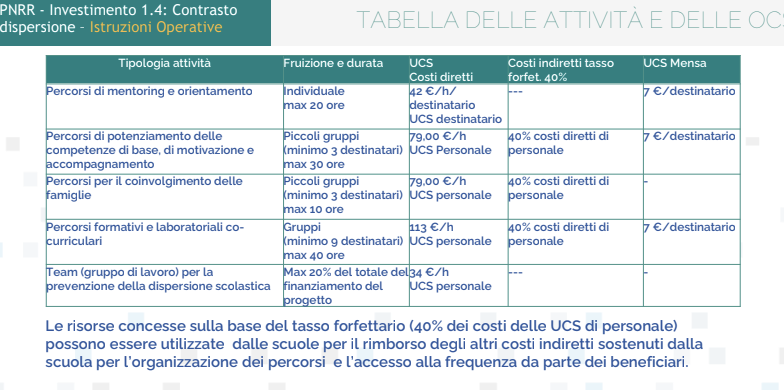 PNRR - Investimento 1.4: Contrasto
dispersione - Istruzioni Operative
TABELLA DELLE ATTIVITÀ E DELLE
Tipologia attività
Fruizione e durata
UCS
Costi diretti
Costi indiretti tasso
forfet. 40%
UCS Mensa
Percorsi di mentoring e orientamento
Individuale
max 20 ore
42 €/h/
destinatario
UCS destinatario
---
7 €/destinatario
Percorsi di potenziamento delle
competenze di base, di motivazione e
accompagnamento
Piccoli gruppi
(minimo 3 destinatari)
max 30 ore
79,00 €/h
UCS Personale
40% costi diretti di
personale
7 €/destinatario
Percorsi per il coinvolgimento delle
famiglie
Piccoli gruppi
(minimo 3 destinatari)
max 10 ore
79,00 €/h
UCS personale
40% costi diretti di
personale
-
Percorsi formativi e laboratoriali co-
curriculari
Gruppi
(minimo 9 destinatari)
max 40 ore
113 €/h
UCS personale
40% costi diretti di
personale
7 €/destinatario
Team (gruppo di lavoro) per la
prevenzione della dispersione scolastica
Max 20% del totale del
finanziamento del
progetto
34 €/h
UCS personale
---
-
Le risorse concesse sulla base del tasso forfettario (40% dei costi delle UCS di personale)
possono essere utilizzate dalle scuole per il rimborso degli altri costi indiretti sostenuti dalla
scuola per l'organizzazione dei percorsi e l'accesso alla frequenza da parte dei beneficiari.